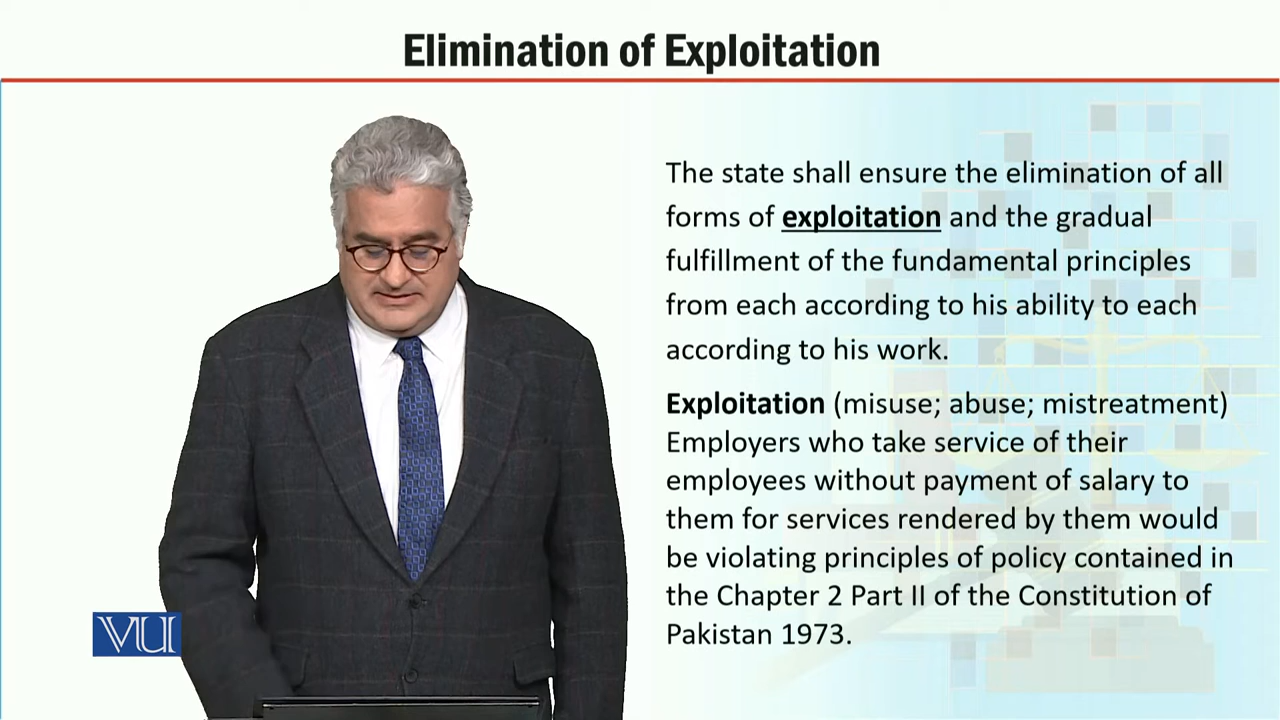 Elimination of Exploitation
The state shall ensure the elimination of all
forms of exploitation and the gradual
fulfillment of the fundamental principles
from each according to his ability to each
according to his work.
Exploitation (misuse; abuse; mistreatment)
Employers who take service of their
employees without payment of salary to
them for services rendered by them would
be violating principles of policy contained in
the Chapter 2 Part II of the Constitution of
Pakistan 1973.
VU